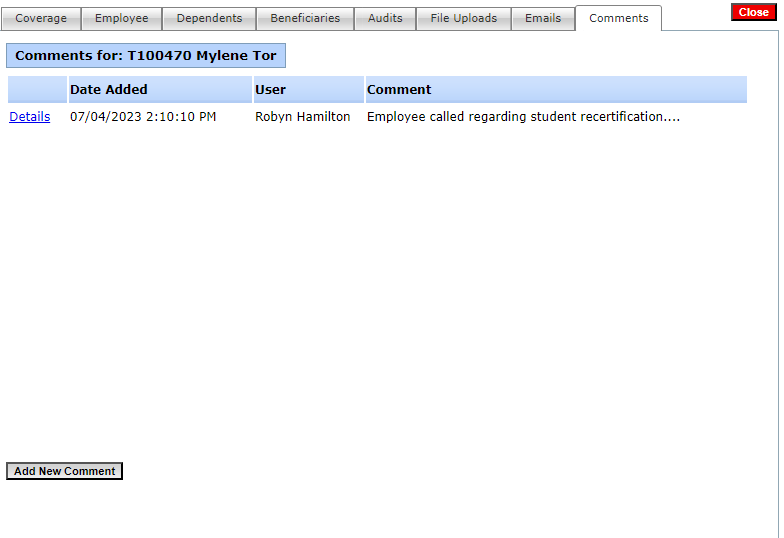 Coverage Employee Dependents Beneficiaries Audits File Uploads Emails Comments Close
Comments for: T100470 Mylene Tor
Date Added User Comment
Details 07/04/2023 2:10:10 PM Robyn Hamilton Employee called regarding student recertification....
Add New Comment